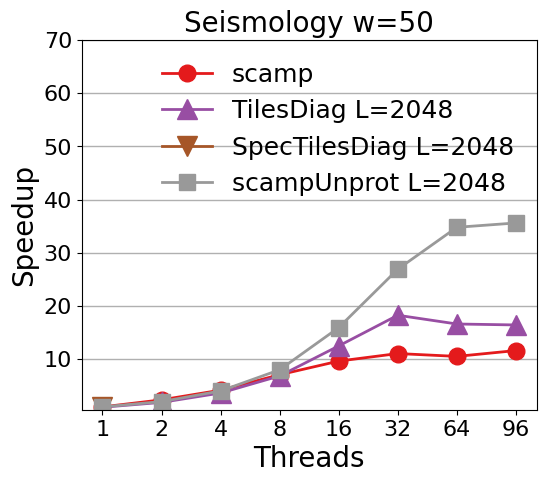 Seismology w=50
70
60
50
40
30
20
10
Speedup
scamp
TilesDiag L=2048
SpecTilesDiag L=2048
scampUnprot L=2048
1 2 4 8 16 32 64 96
Threads